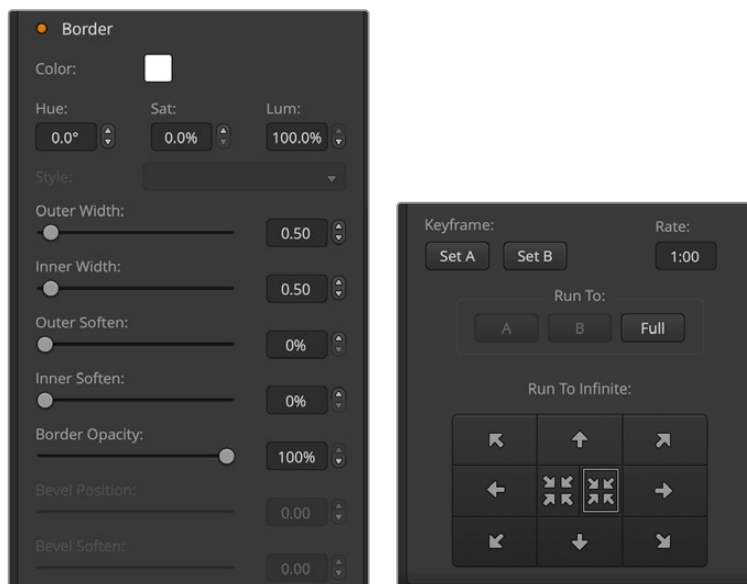 Border
Color:
Hue: Sat: Lum:
0.0° 0.0% 100.0%
Style:
Outer Width:
0.50
Inner Width:
0.50
Outer Soften:
0%
Inner Soften:
0%
Border Opacity:
100%
Bevel Position:
0.00
Bevel Soften:
0.00
Keyframe: Rate:
Set A Set B 1:00
Run To:
A B Full
Run To Infinite: